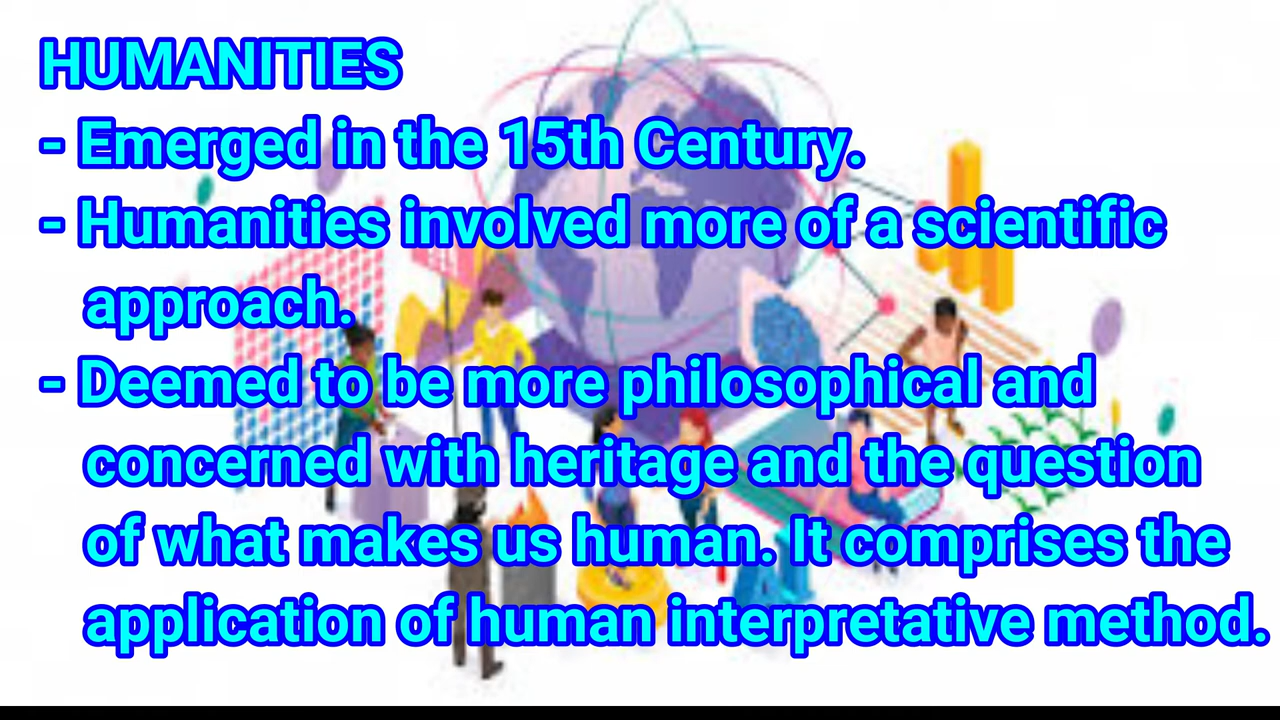 HUMANITIES
- Emerged in the 15th Century.
- Humanities involved more of a scientific
approach.
- Deemed to be more philosophical and
concerned with heritage and the question
of what makes us human. It comprises the
application of human interpretative method.